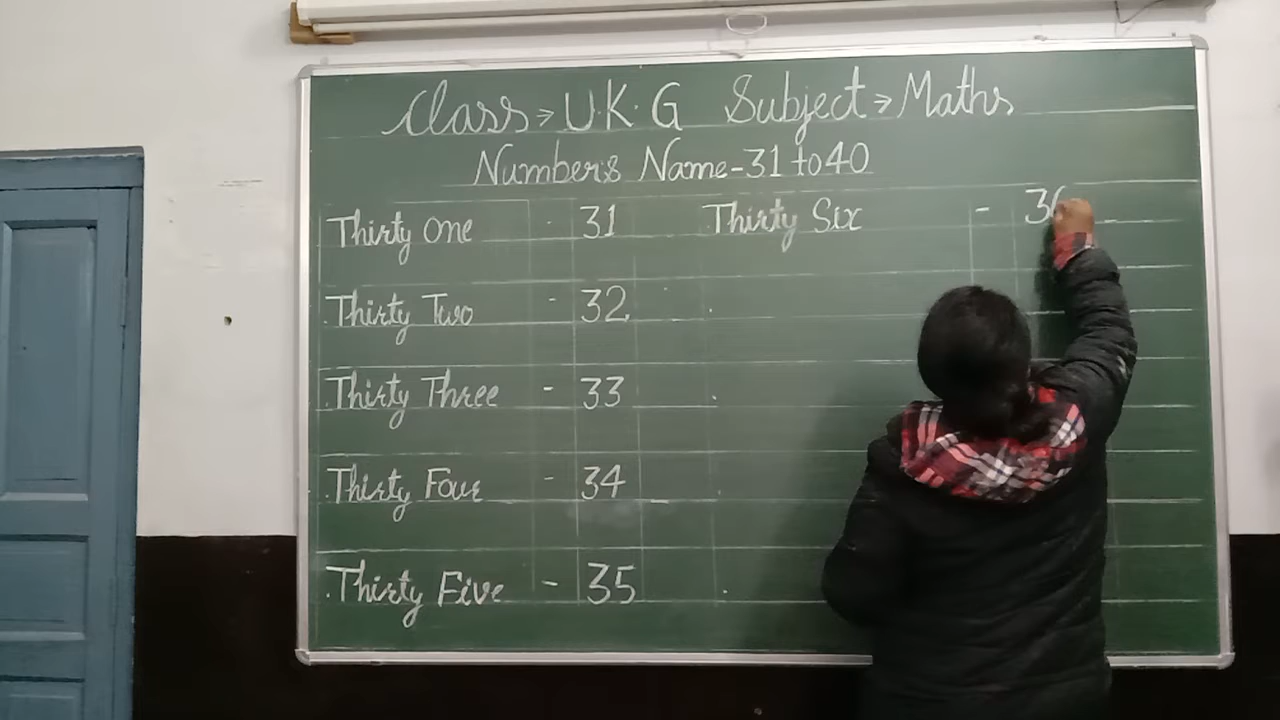 Class → U.K.G Subject → Maths
Numbers Name-31 to 40
Thirty One - 31 Thirty Six - 36
Thirty Two - 32
Thirty Three - 33
Thirty Four - 34
Thirty Five - 35